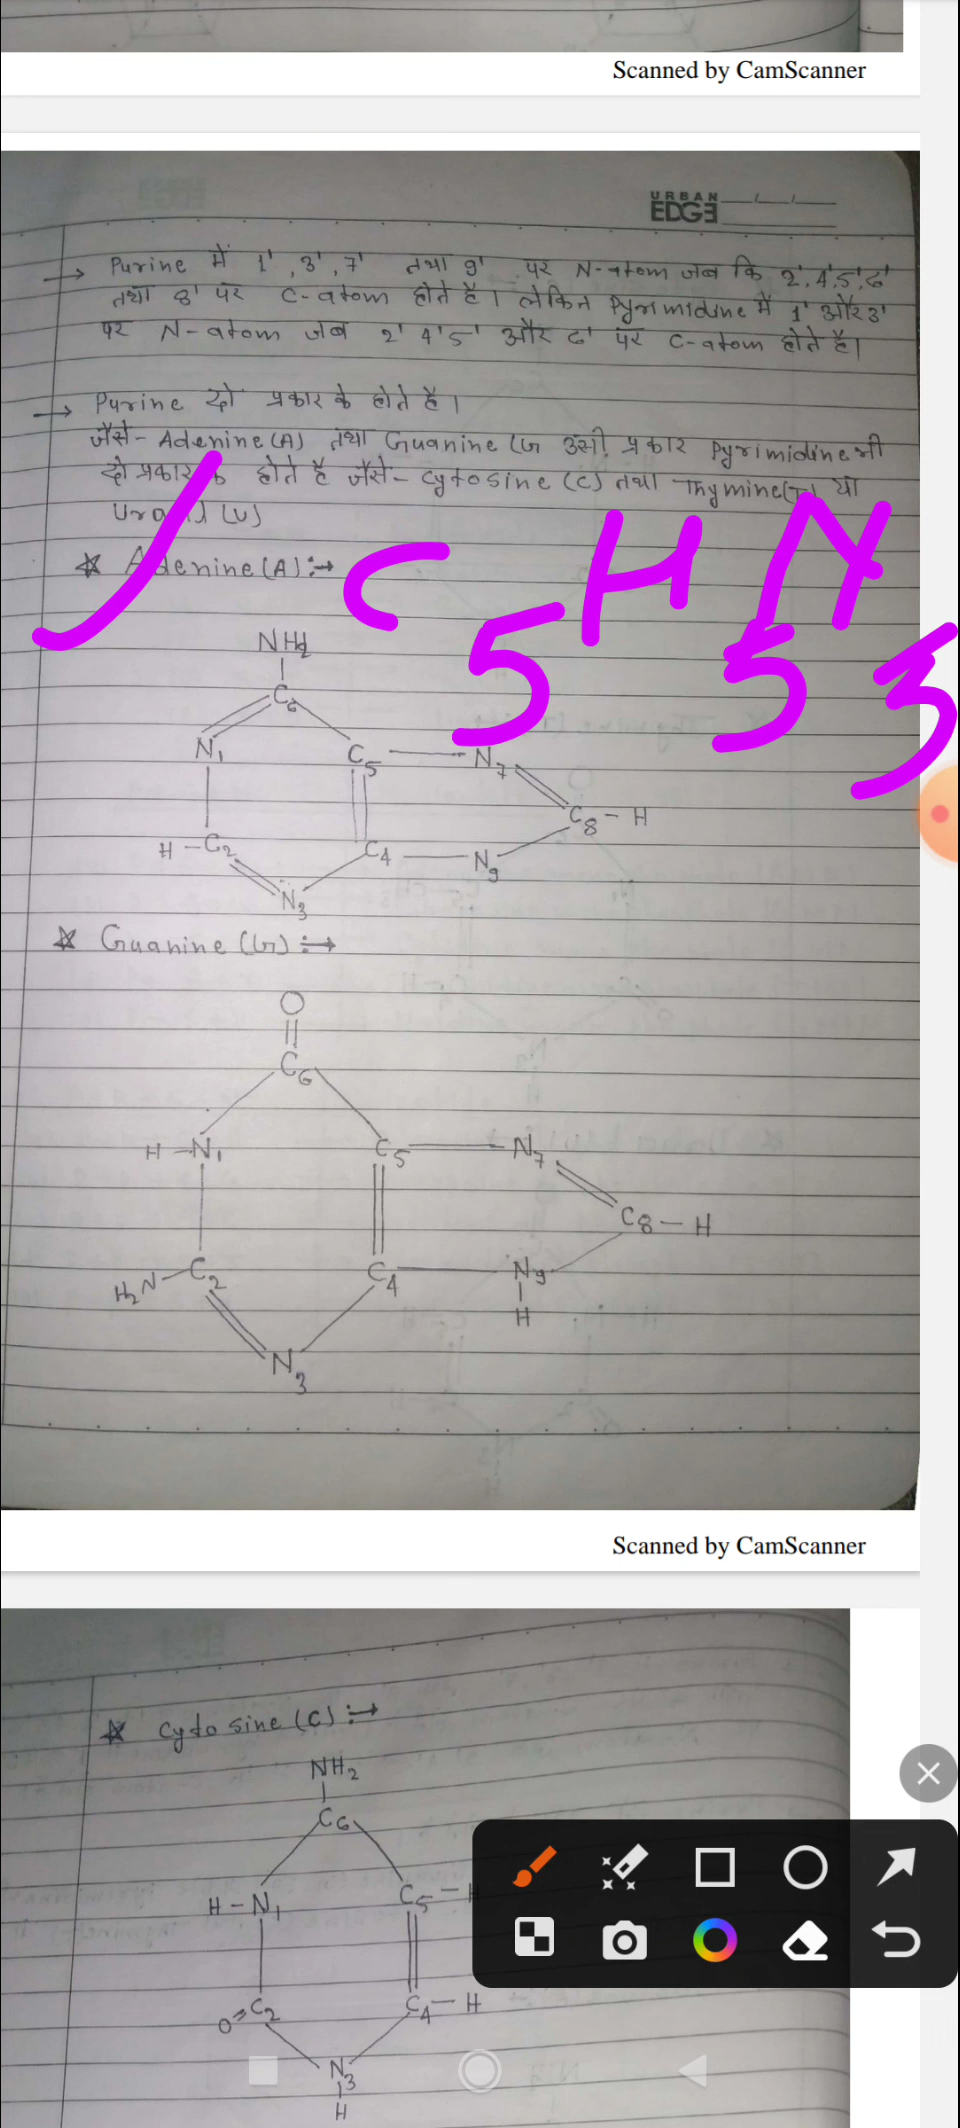 Scanned by CamScanner
URBAN
EDGE
→ Purine में 1', 3', 7' तथा 9' पर N-atom जब कि 2', 4', 5', 6'
तथा 8' पर C-atom होते है। लेकिन Pyrimidine में 1' और 3'
पर N-atom जब 2' 4' 5' और 6' पर C-atom होते है।
→ Purine दो प्रकार के होते है।
जैसे- Adenine (A) तथा Guanine (G उसी प्रकार Pyrimidine भी
दो प्रकार के होते है जैसे- Cytosine (C) तथा Thymine(T) या
(U)
☆ Adenine (A) :→
C5H5N3
NH2
C6
N1 C5 N7
C8 - H
H - C2 C4 N9
N3
☆ Guanine (G) :→
O
C6
H - N1 C5 N7
C8 - H
H2N C2 C4 N9
H
N3
Scanned by CamScanner
☆ Cytosine (C) :→
NH2
C6
H - N1 C5 - H
O = C2 C4 - H
N3
H